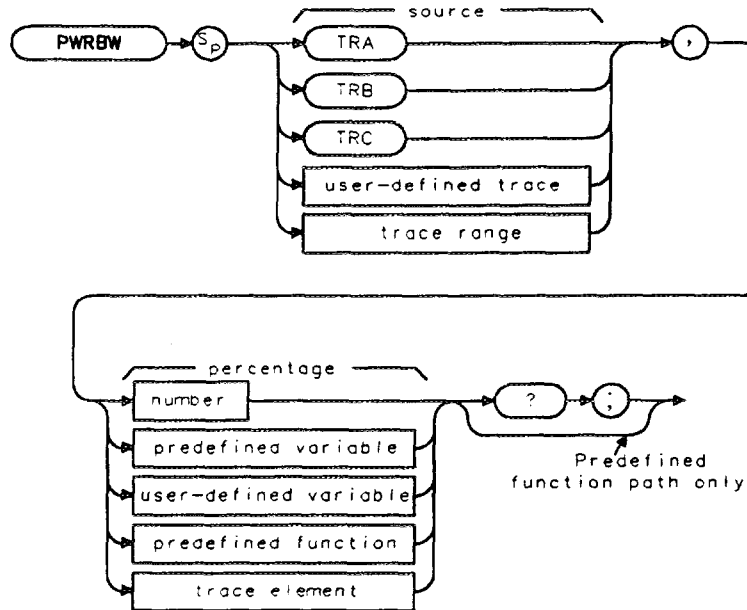 source
PWRBW
Sp
TRA
,
TRB
TRC
user-defined trace
trace range
percentage
number
?
;
predefined variable
Predefined
function path only
user-defined variable
predefined function
trace element